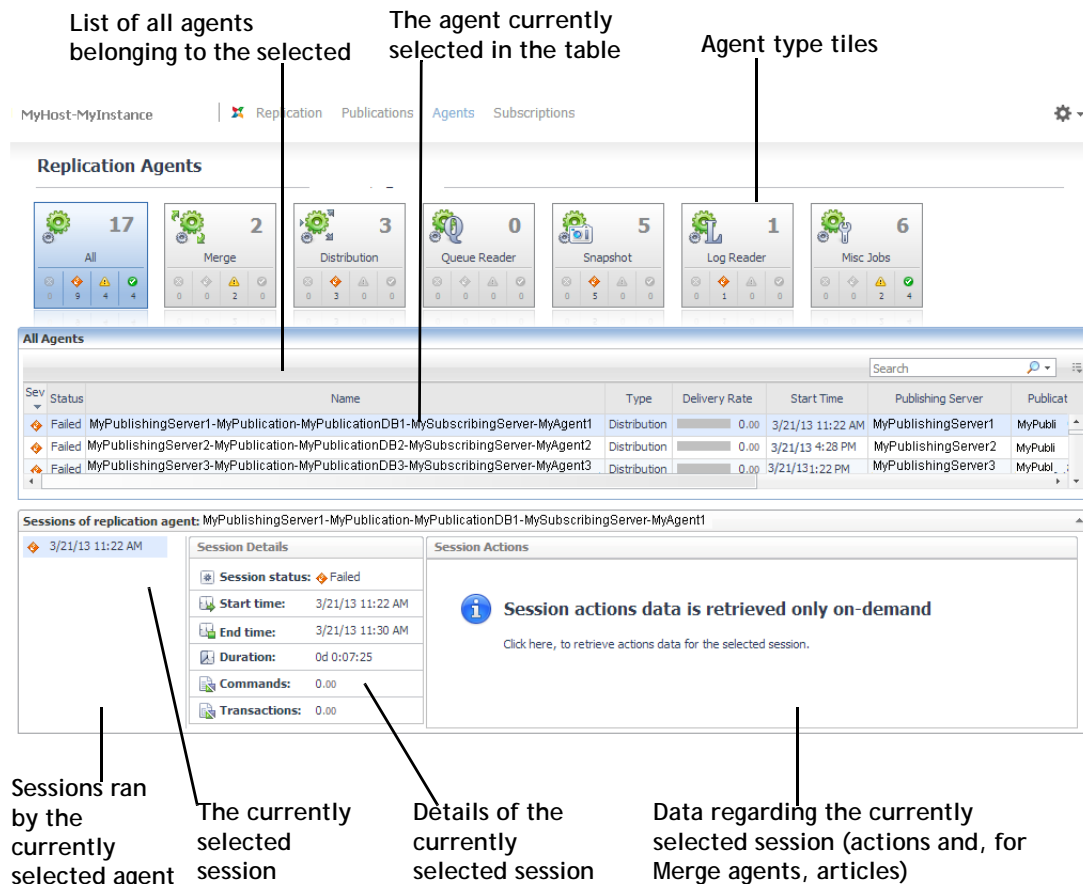 List of all agents
belonging to the selected
The agent currently
selected in the table
Agent type tiles
MyHost-MyInstance
Replication Publications Agents Subscriptions
Replication Agents
17
All
9 4 4
0
2
Merge
0 0 2 0
3
Distribution
0 3 0 0
0
Queue Reader
0 0 0 0
5
Snapshot
0 5 0 0
1
Log Reader
0 1 0 0
6
Misc Jobs
0 0 2 4
All Agents
Search
Sev Status Name Type Delivery Rate Start Time Publishing Server Publicat
Failed MyPublishingServer1-MyPublication-MyPublicationDB1-MySubscribingServer-MyAgent1 Distribution 0.00 3/21/13 11:22 AM MyPublishingServer1 MyPubli
Failed MyPublishingServer2-MyPublication-MyPublicationDB2-MySubscribingServer-MyAgent2 Distribution 0.00 3/21/13 4:28 PM MyPublishingServer2 MyPubli
Failed MyPublishingServer3-MyPublication-MyPublicationDB3-MySubscribingServer-MyAgent3 Distribution 0.00 3/21/131:22 PM MyPublishingServer3 MyPubl
Sessions of replication agent: MyPublishingServer1-MyPublication-MyPublicationDB1-MySubscribingServer-MyAgent1
3/21/13 11:22 AM
Session Details
Session status: Failed
Start time: 3/21/13 11:22 AM
End time: 3/21/13 11:30 AM
Duration: 0d 0:07:25
Commands: 0.00
Transactions: 0.00
Session Actions
Session actions data is retrieved only on-demand
Click here, to retrieve actions data for the selected session.
Sessions ran
by the
currently
selected agent
The currently
selected
session
Details of the
currently
selected session
Data regarding the currently
selected session (actions and, for
Merge agents, articles)